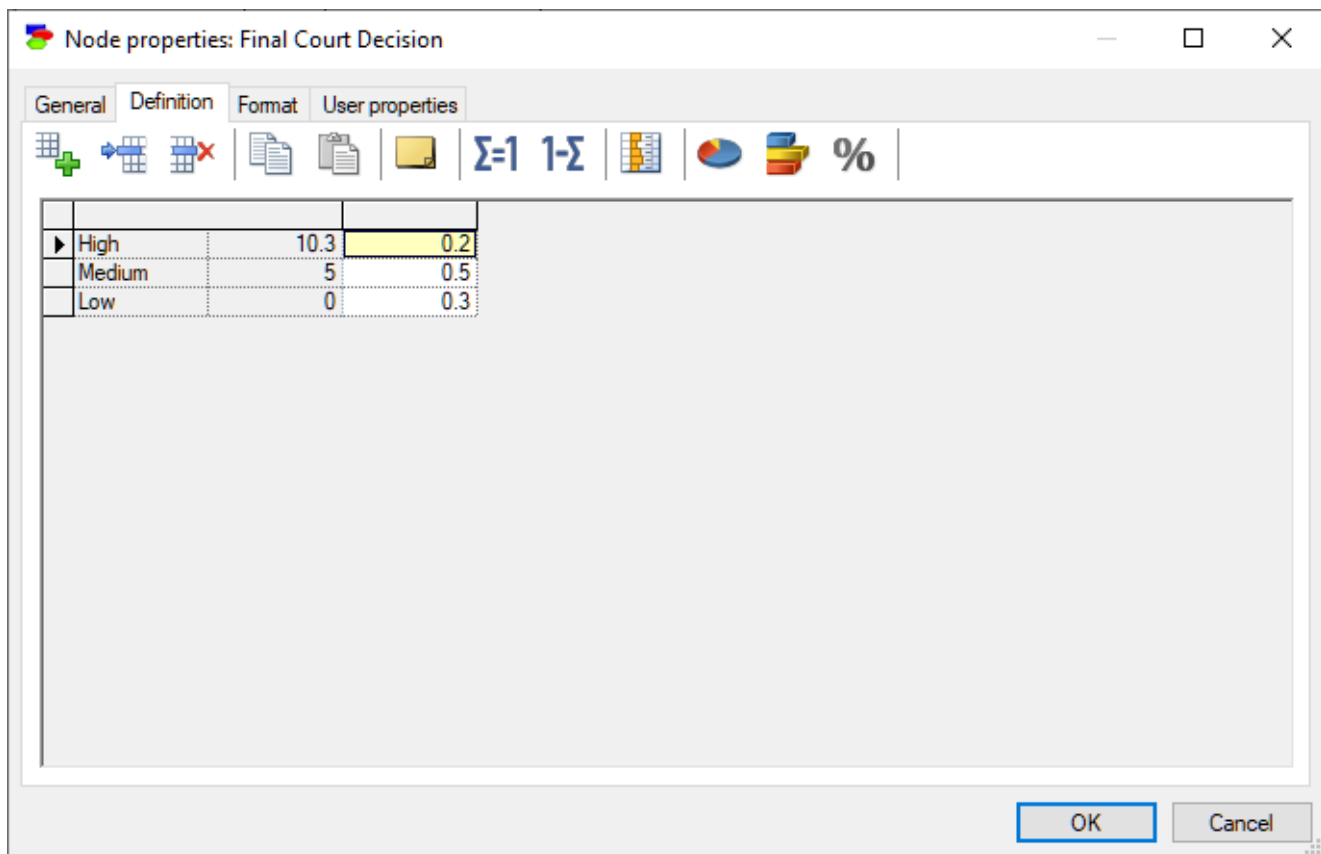 Node properties: Final Court Decision
General Definition Format User properties
Σ=1 1-Σ %
High 10.3 0.2
Medium 5 0.5
Low 0 0.3
OK Cancel